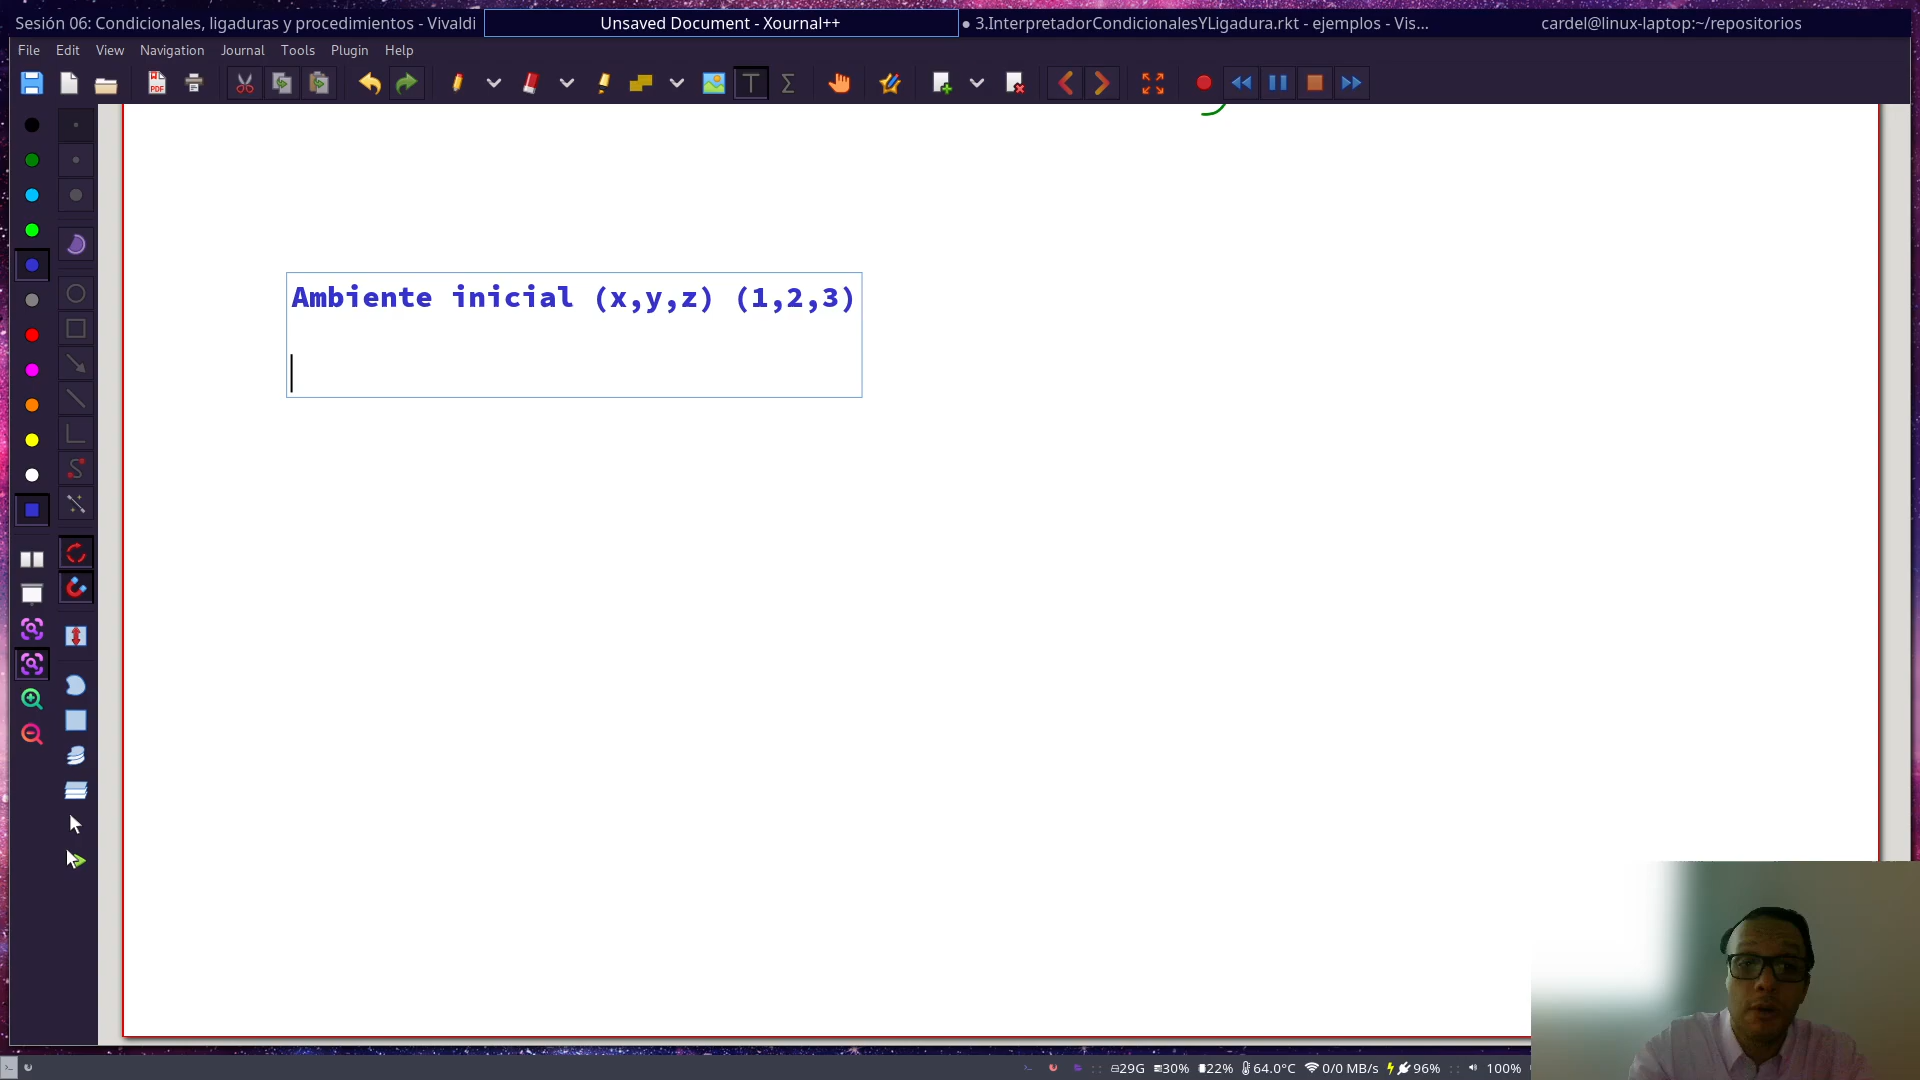 Sesión 06: Condicionales, ligaduras y procedimientos - Vivaldi
Unsaved Document - Xournal++
● 3.InterpretadorCondicionalesYLigadura.rkt - ejemplos - Vis...
cardel@linux-laptop:~/repositorios
File Edit View Navigation Journal Tools Plugin Help
PDF
T
Σ
Ambiente inicial (x,y,z) (1,2,3)
29G 30% 22% 64.0°C 0/0 MB/s 96% :: 100%